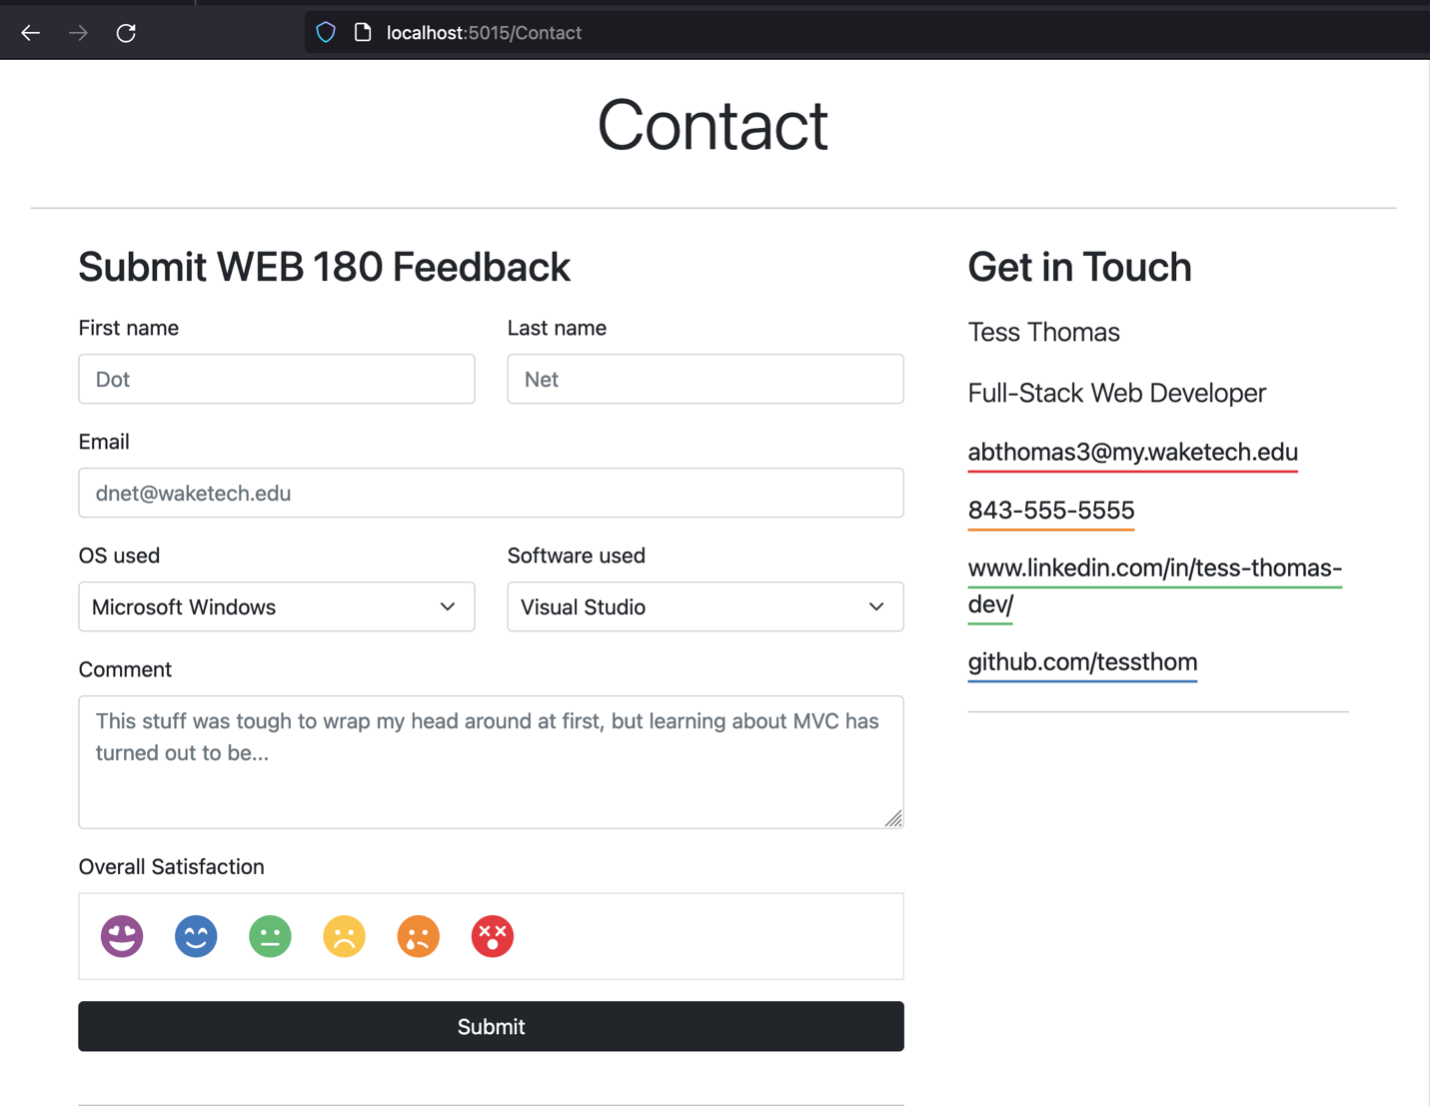 localhost:5015/Contact
Contact
Submit WEB 180 Feedback
First name
Last name
Dot
Net
Email
dnet@waketech.edu
OS used
Software used
Microsoft Windows
Visual Studio
Comment
This stuff was tough to wrap my head around at first, but learning about MVC has
turned out to be...
Overall Satisfaction
Submit
Get in Touch
Tess Thomas
Full-Stack Web Developer
abthomas3@my.waketech.edu
843-555-5555
www.linkedin.com/in/tess-thomas-
dev/
github.com/tessthom